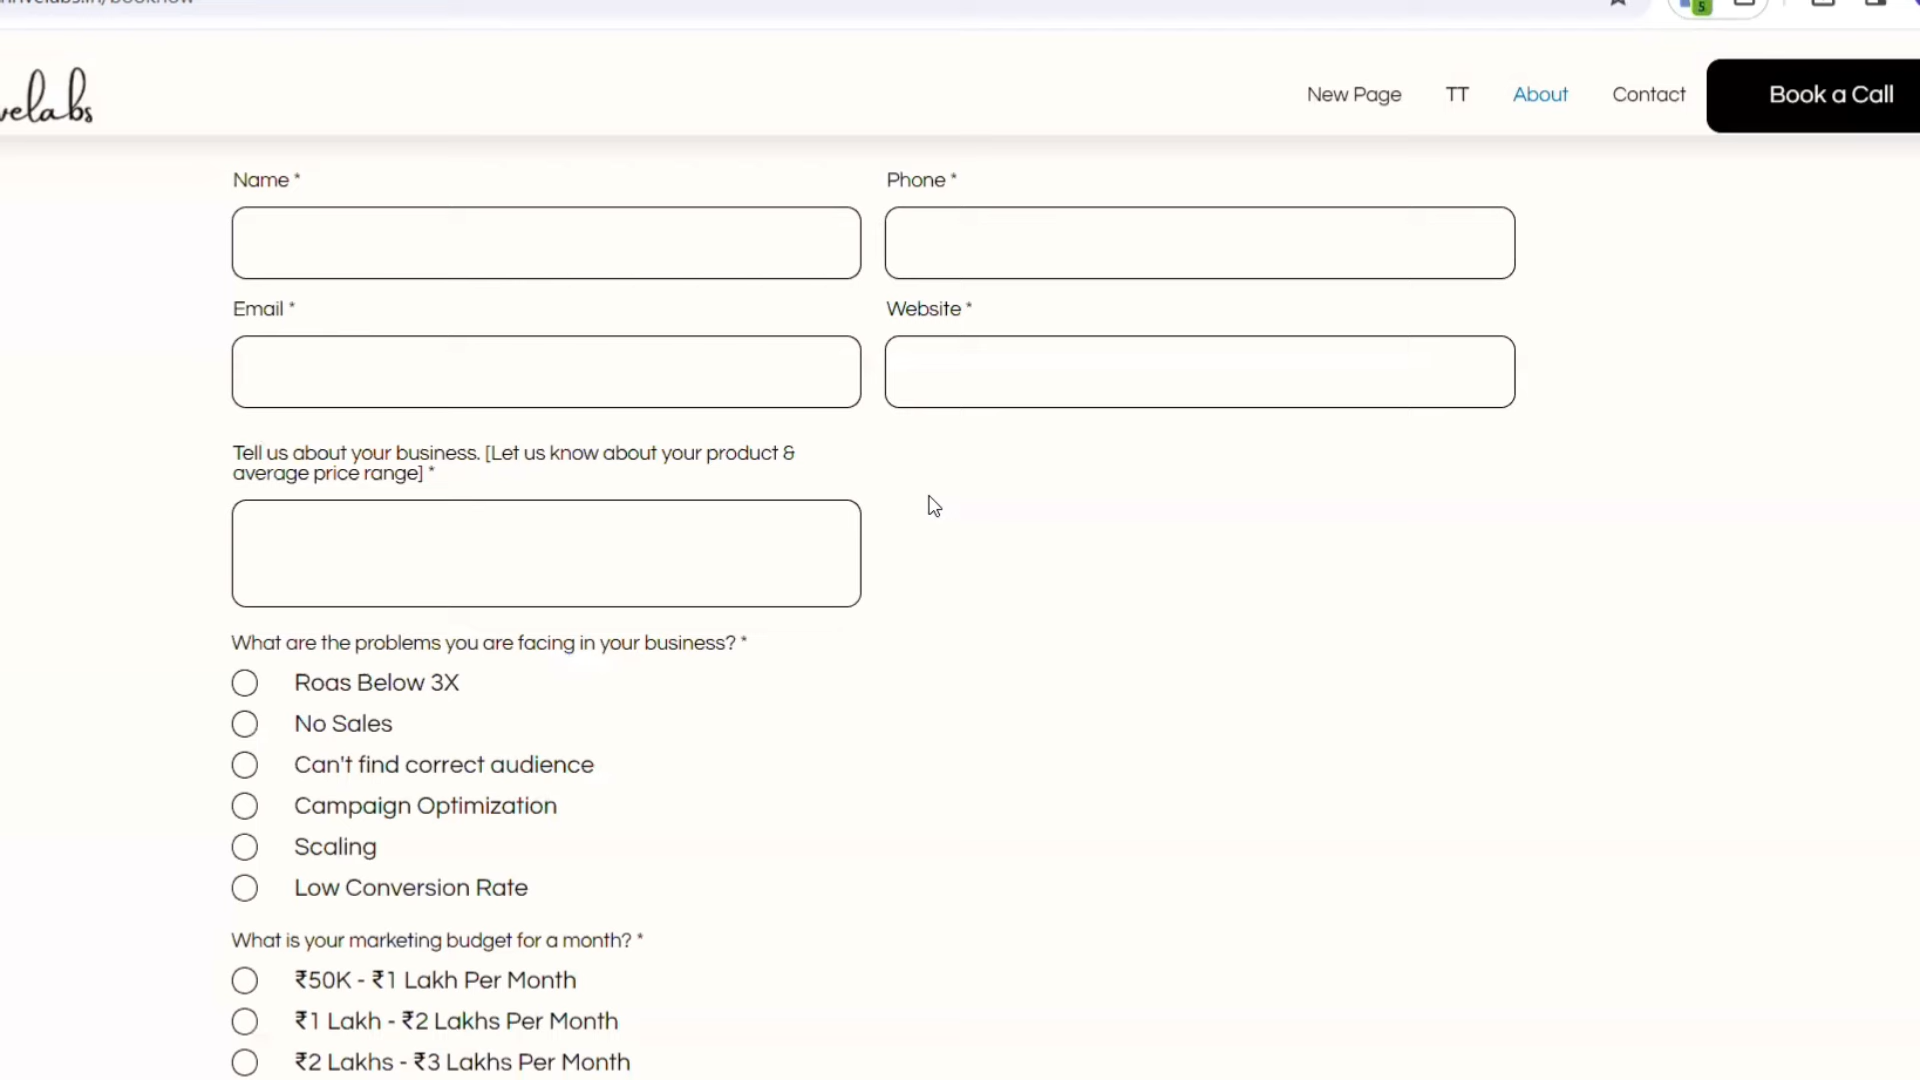 5
New Page TT About Contact Book a Call
Name * Phone *
Email * Website *
Tell us about your business. [Let us know about your product &
average price range] *
What are the problems you are facing in your business? *
Roas Below 3X
No Sales
Can't find correct audience
Campaign Optimization
Scaling
Low Conversion Rate
What is your marketing budget for a month? *
₹50K - ₹1 Lakh Per Month
₹1 Lakh - ₹2 Lakhs Per Month
₹2 Lakhs - ₹3 Lakhs Per Month